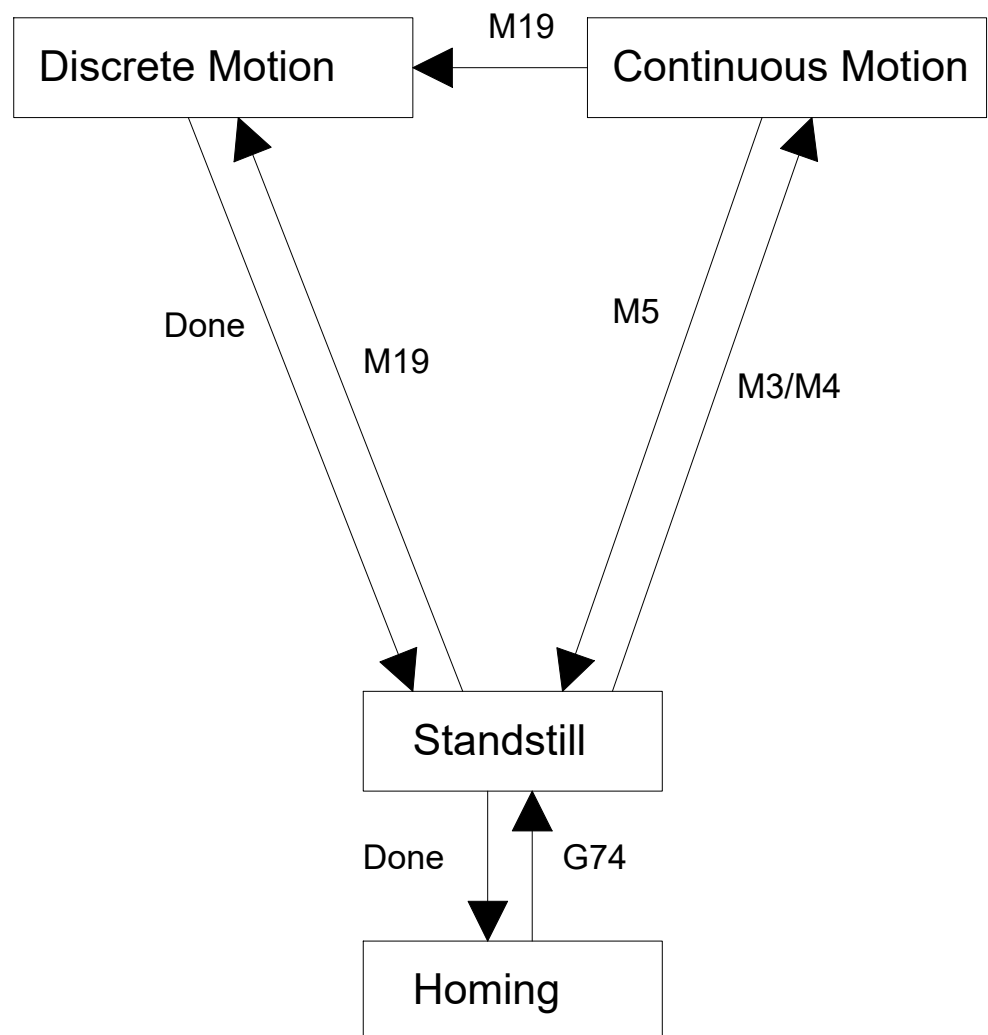 M19
Discrete Motion
Continuous Motion
M5
Done
M19
M3/M4
Standstill
Done
G74
Homing